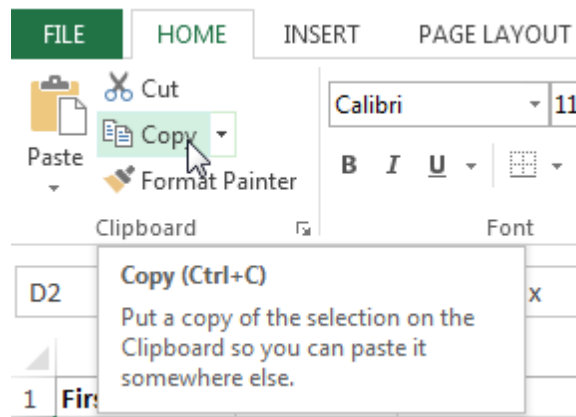 FILE HOME INSERT PAGE LAYOUT
Cut
Calibri 11
Copy
Paste
B I U
Format Painter
Clipboard Font
Copy (Ctrl+C)
D2 x
Put a copy of the selection on the
Clipboard so you can paste it
somewhere else.
1